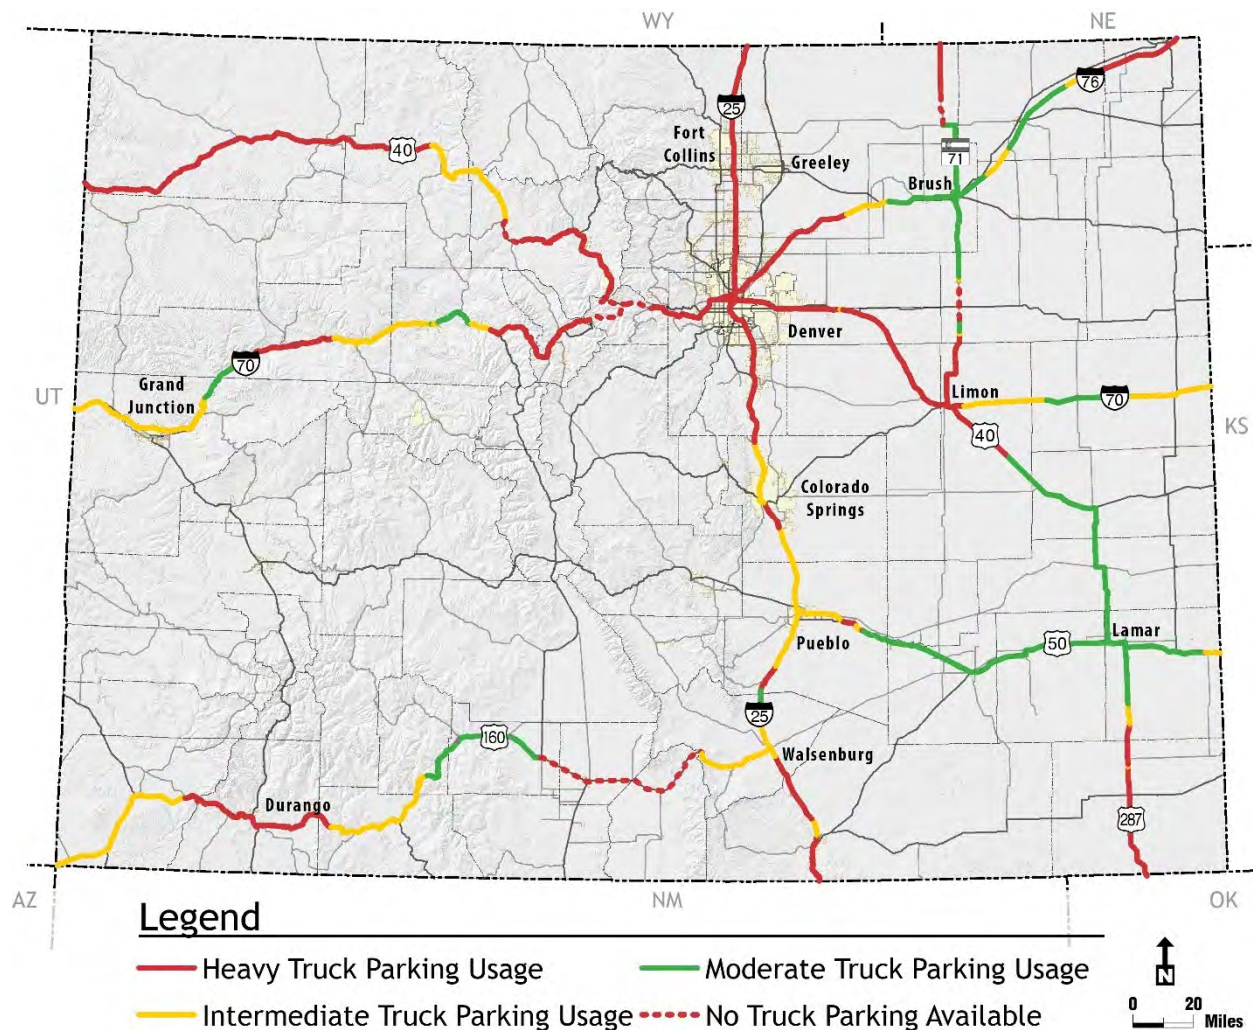 WY
NE
76
25
Fort
Collins
40
Greeley
71
Brush
Denver
70
Grand
Junction
UT
Limon
70
40
KS
Colorado
Springs
Lamar
50
Pueblo
25
160
Walsenburg
Durango
287
AZ
NM
OK
Legend
Heavy Truck Parking Usage
Moderate Truck Parking Usage
Intermediate Truck Parking Usage
No Truck Parking Available
N
0 20
Miles